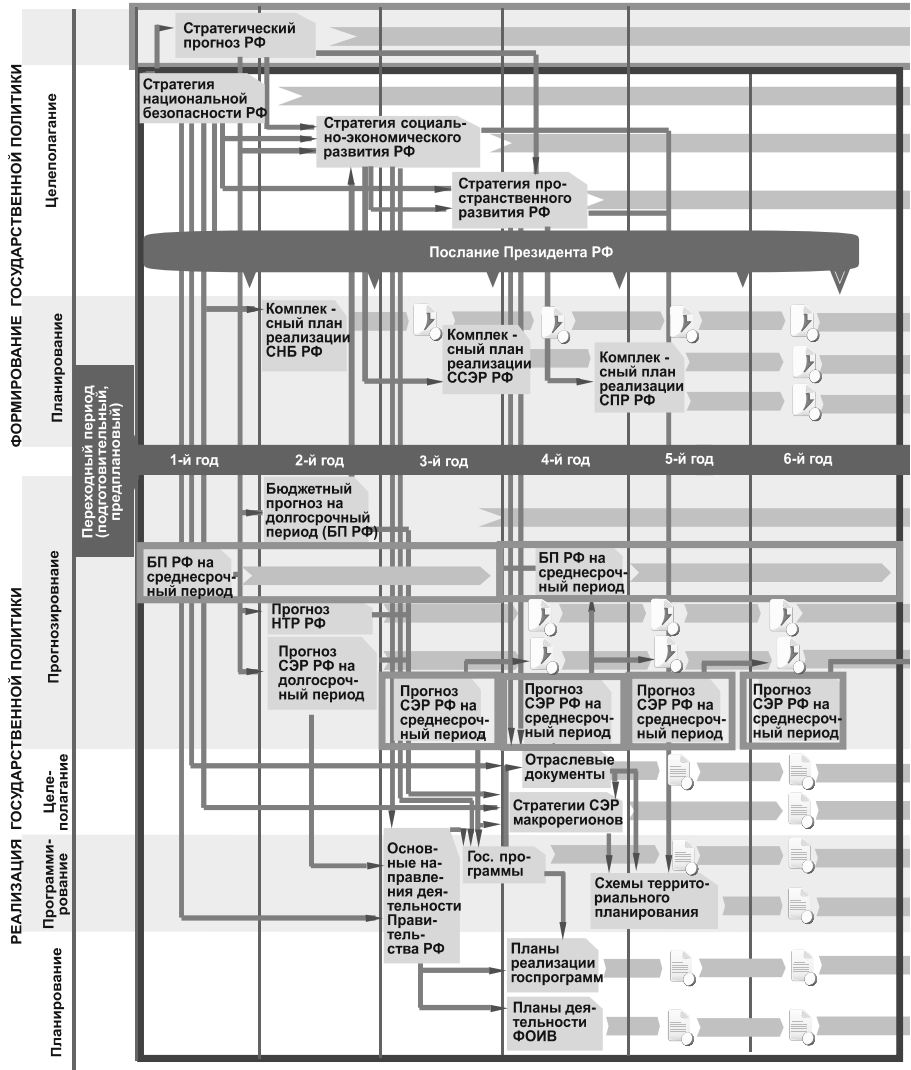 ФОРМИРОВАНИЕ ГОСУДАРСТВЕННОЙ ПОЛИТИКИ
Целеполагание
Стратегический
прогноз РФ
Стратегия
национальной
безопасности РФ
Стратегия социаль-
но-экономического
развития РФ
Стратегия про-
странственного
развития РФ
Послание Президента РФ
Планирование
Комплек -
сный план
реализации
СНБ РФ
Комплек -
сный план
реализации
ССЭР РФ
Комплек -
сный план
реализации
СПР РФ
Переходный период
(подготовительный,
предплановый)
1-й год
2-й год
3-й год
4-й год
5-й год
6-й год
РЕАЛИЗАЦИЯ ГОСУДАРСТВЕННОЙ ПОЛИТИКИ
Прогнозирование
Бюджетный
прогноз на
долгосрочный
период (БП РФ)
БП РФ на
среднесроч-
ный период
БП РФ на
среднесроч-
ный период
Прогноз
НТР РФ
Прогноз
СЭР РФ на
долгосроч-
ный период
Прогноз
СЭР РФ на
среднесроч-
ный период
Прогноз
СЭР РФ на
среднесроч-
ный период
Прогноз
СЭР РФ на
среднесроч-
ный период
Прогноз
СЭР РФ на
среднесроч-
ный период
Целе-
полагание
Отраслевые
документы
Стратегии СЭР
макрорегионов
Программи-
рование
Основ-
ные на-
правле-
ния дея-
тельности
Прави-
тель-
ства РФ
Гос. про-
граммы
Схемы террито-
риального
планирования
Планирование
Планы
реализации
госпрограмм
Планы дея-
тельности
ФОИВ